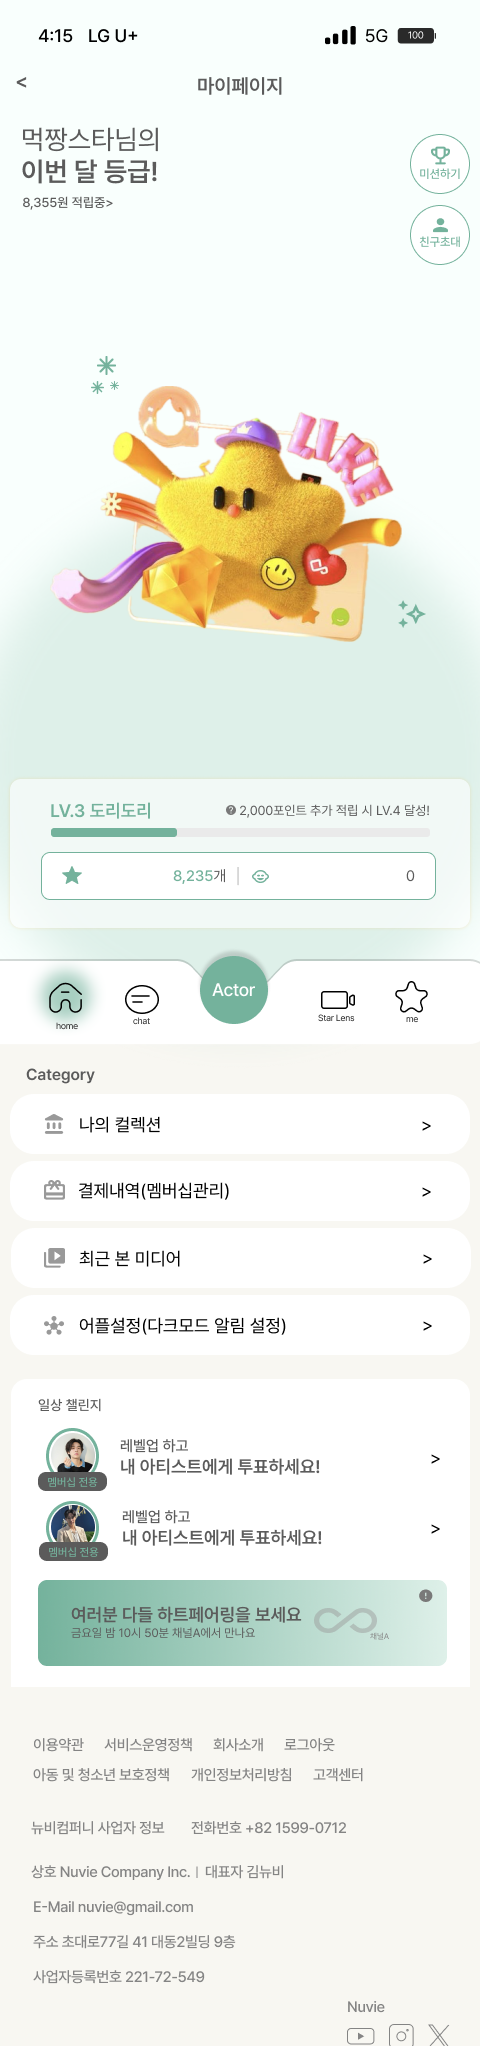 4:15 LG U+ 5G 100
<
마이페이지
먹짱스타님의
이번 달 등급!
8,355원 적립중>
미션하기
친구초대
LIKE
LV.3 도리도리
2,000포인트 추가 적립 시 LV.4 달성!
8,235개
0
home
chat
Actor
Star Lens
me
Category
나의 컬렉션 >
결제내역(멤버십관리) >
최근 본 미디어 >
어플설정(다크모드 알림 설정) >
일상 챌린지
레벨업 하고
내 아티스트에게 투표하세요! >
멤버십 전용
레벨업 하고
내 아티스트에게 투표하세요! >
멤버십 전용
여러분 다들 하트페어링을 보세요
금요일 밤 10시 50분 채널A에서 만나요
채널A
이용약관 서비스운영정책 회사소개 로그아웃
아동 및 청소년 보호정책 개인정보처리방침 고객센터
뉴비컴퍼니 사업자 정보 전화번호 +82 1599-0712
상호 Nuvie Company Inc. | 대표자 김뉴비
E-Mail nuvie@gmail.com
주소 초대로77길 41 대동2빌딩 9층
사업자등록번호 221-72-549
Nuvie